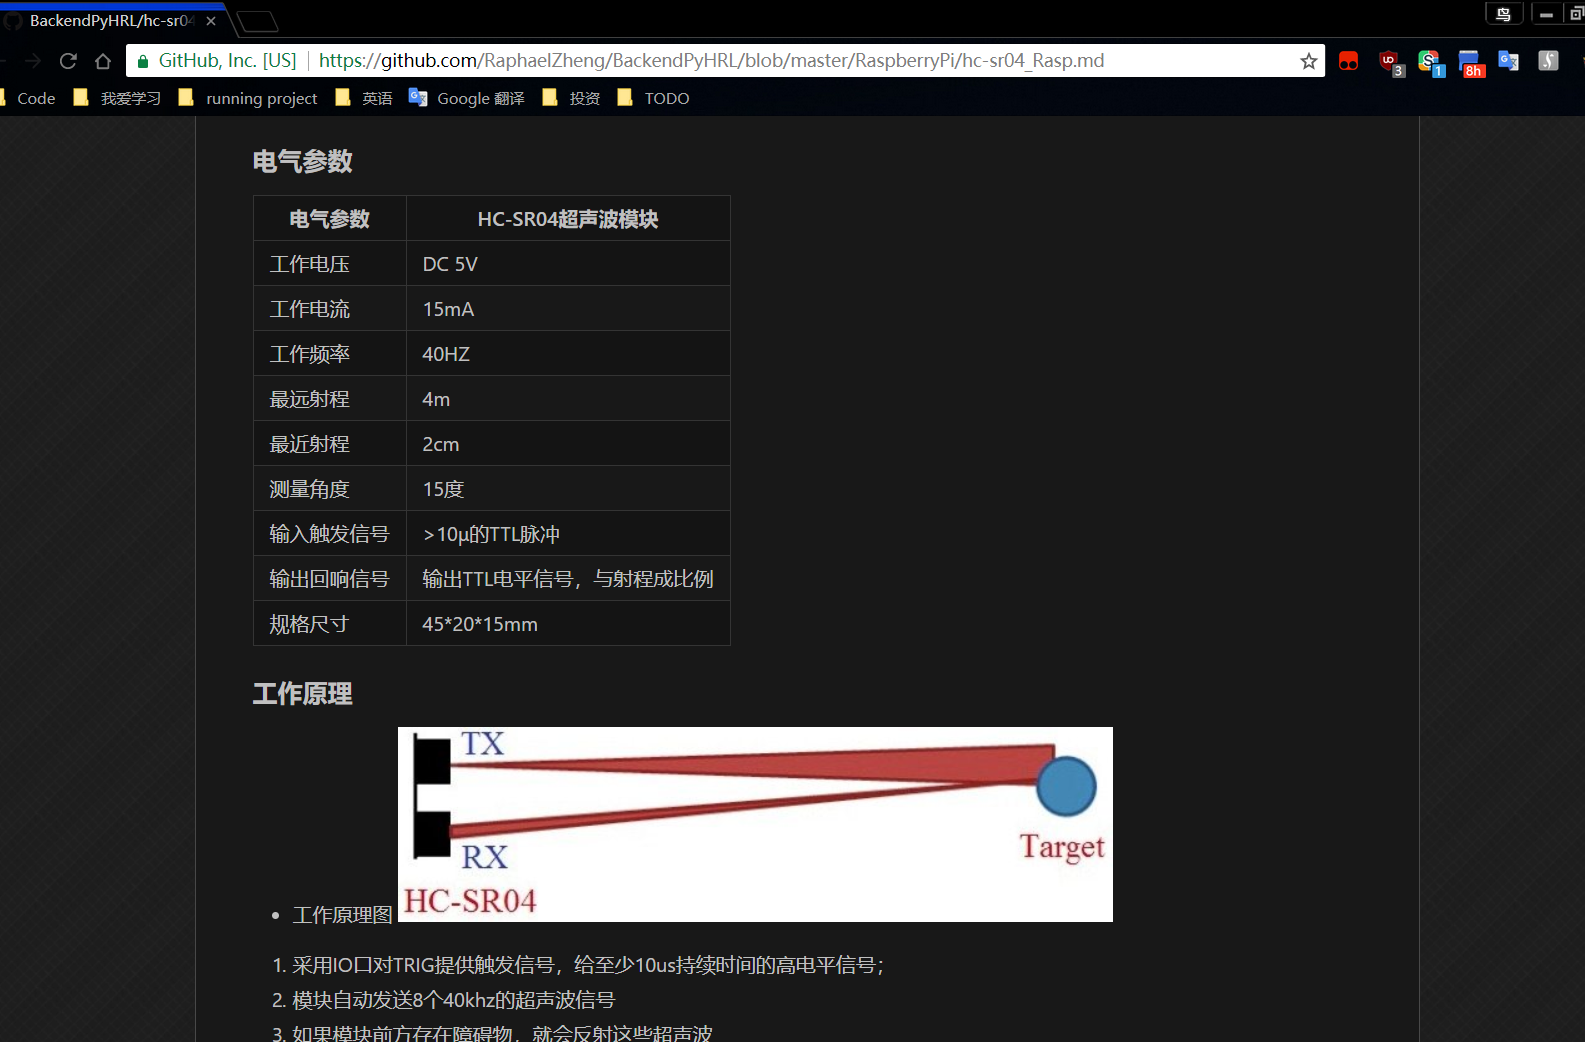 BackendPyHRL/hc-sr04
鸟
GitHub, Inc. [US] https://github.com/RaphaelZheng/BackendPyHRL/blob/master/RaspberryPi/hc-sr04_Rasp.md
3 1 8h
Code 我爱学习 running project 英语 Google 翻译 投资 TODO
电气参数
电气参数 HC-SR04超声波模块
工作电压 DC 5V
工作电流 15mA
工作频率 40HZ
最远射程 4m
最近射程 2cm
测量角度 15度
输入触发信号 >10μ的TTL脉冲
输出回响信号 输出TTL电平信号，与射程成比例
规格尺寸 45*20*15mm
工作原理
TX
Target
RX
HC-SR04
工作原理图
1. 采用IO口对TRIG提供触发信号，给至少10us持续时间的高电平信号；
2. 模块自动发送8个40khz的超声波信号
3. 如果模块前方存在障碍物，就会反射这些超声波